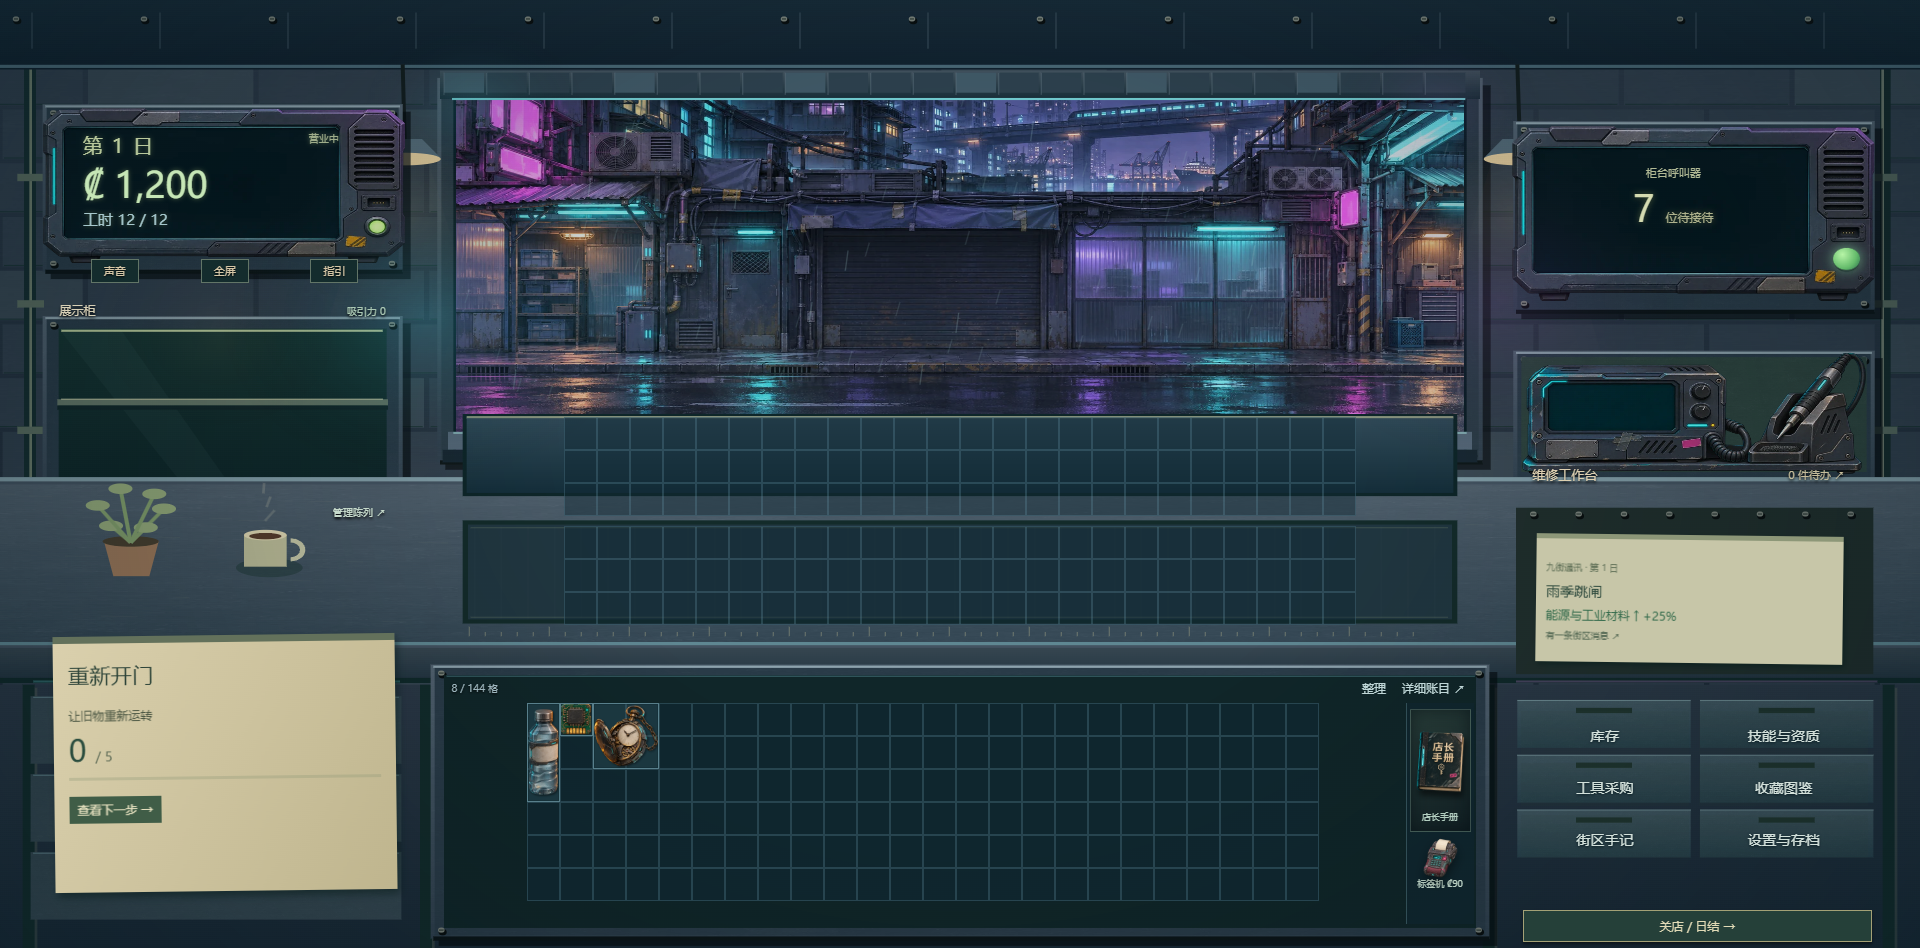 第 1 日
营业中
₡ 1,200
工时 12 / 12
声音
全屏
指引
展示柜
吸引力 0
管理陈列 ↗
柜台呼叫器
7 位待接待
维修工作台
0 件待办 ↗
九街通讯 · 第 1 日
雨季跳闸
能源与工业材料 ↑ +25%
有一条街区消息 ↗
重新开门
让旧物重新运转
0 / 5
查看下一步 →
8 / 144 格
整理
详细账目 ↗
店长
手册
店长手册
标签机 ₡90
库存
技能与资质
工具采购
收藏图鉴
街区手记
设置与存档
关店 / 日结 →